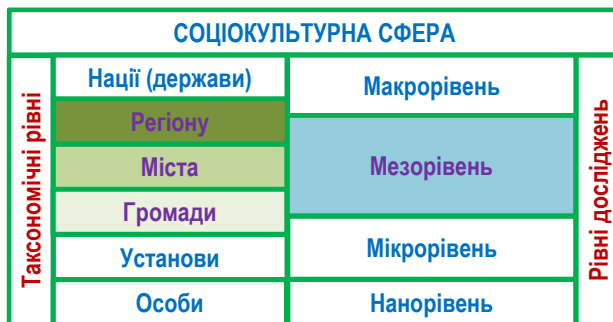 СОЦІОКУЛЬТУРНА СФЕРА
Таксономічні рівні
Нації (держави)
Регіону
Міста
Громади
Установи
Особи
Макрорівень
Мезорівень
Мікрорівень
Нанорівень
Рівні досліджень